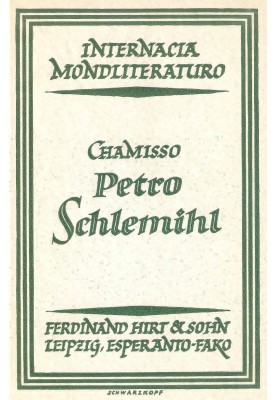 INTERNACIA
MONDLITERATURO
CHAMISSO
Petro
Schlemihl
FERDINAND HIRT & SOHN
LEIPZIG, ESPERANTO-FAKO
SCHWARZKOPF